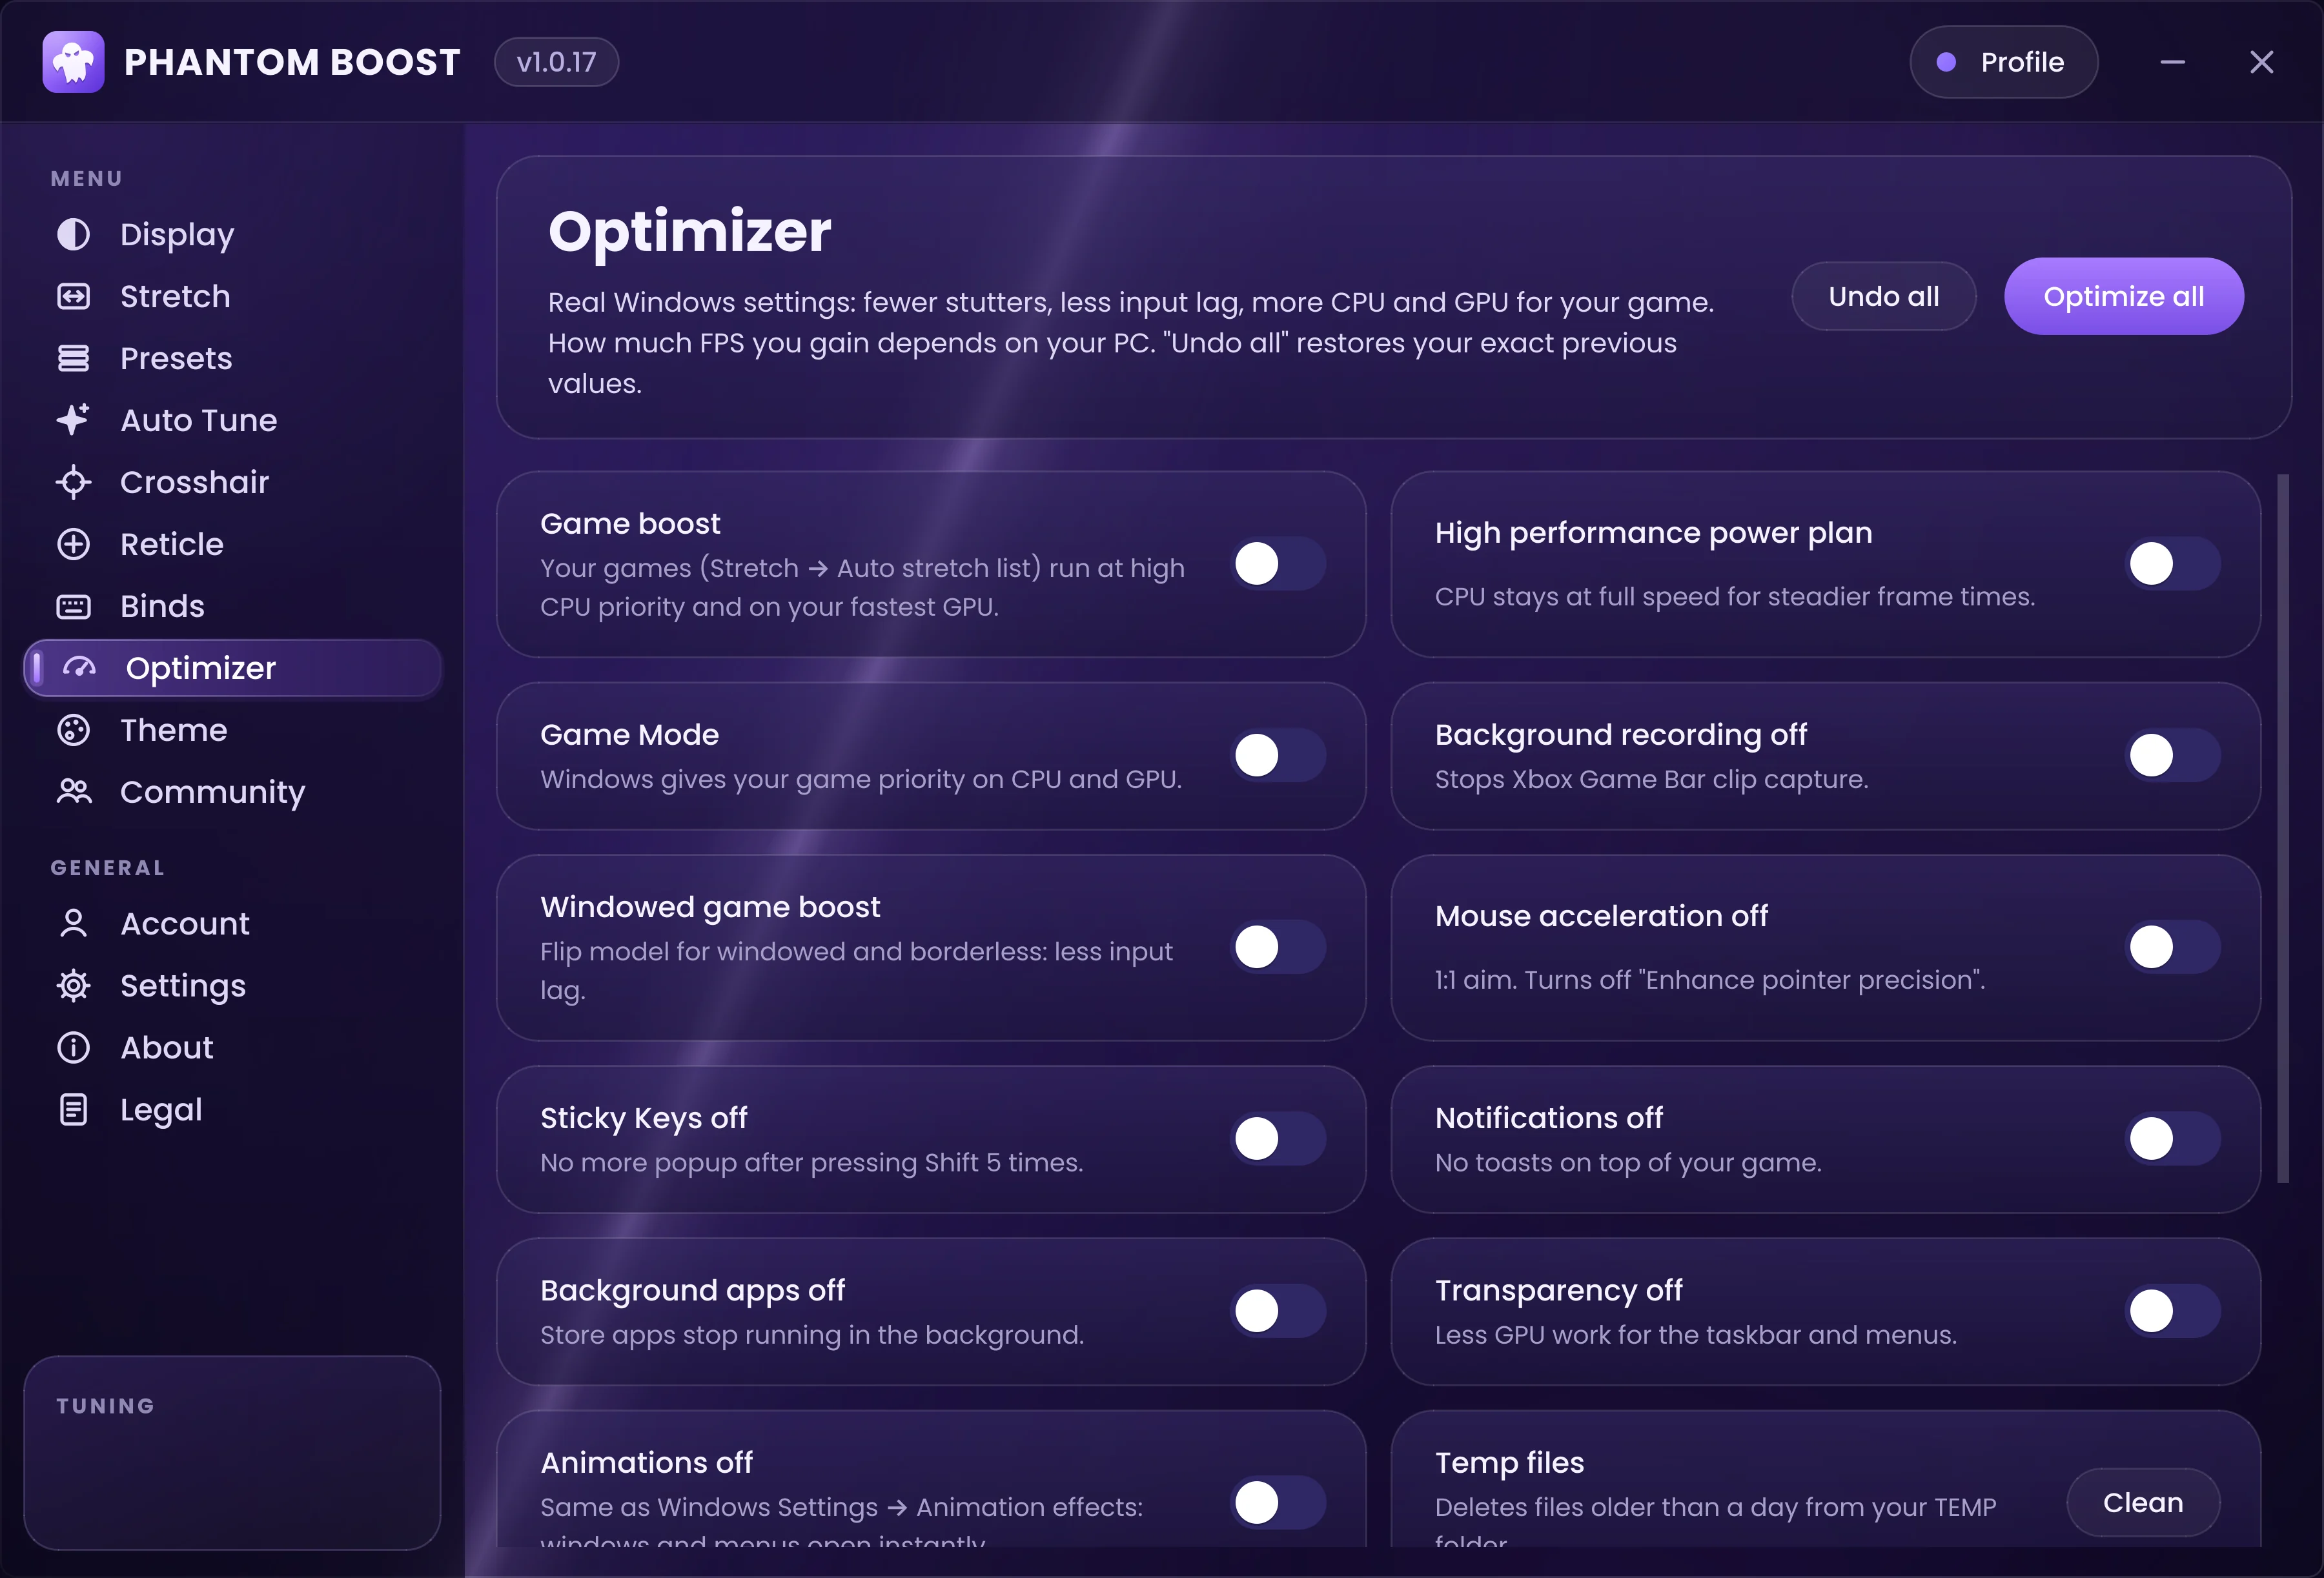 PHANTOM BOOST
v1.0.17
Profile
MENU
Display
Stretch
Presets
Auto Tune
Crosshair
Reticle
Binds
Optimizer
Theme
Community
GENERAL
Account
Settings
About
Legal
TUNING
Optimizer
Real Windows settings: fewer stutters, less input lag, more CPU and GPU for your game.
How much FPS you gain depends on your PC. "Undo all" restores your exact previous
values.
Undo all
Optimize all
Game boost
Your games (Stretch → Auto stretch list) run at high
CPU priority and on your fastest GPU.
High performance power plan
CPU stays at full speed for steadier frame times.
Game Mode
Windows gives your game priority on CPU and GPU.
Background recording off
Stops Xbox Game Bar clip capture.
Windowed game boost
Flip model for windowed and borderless: less input
lag.
Mouse acceleration off
1:1 aim. Turns off "Enhance pointer precision".
Sticky Keys off
No more popup after pressing Shift 5 times.
Notifications off
No toasts on top of your game.
Background apps off
Store apps stop running in the background.
Transparency off
Less GPU work for the taskbar and menus.
Animations off
Same as Windows Settings → Animation effects:
windows and menus open instantly.
Temp files
Deletes files older than a day from your TEMP
folder.
Clean